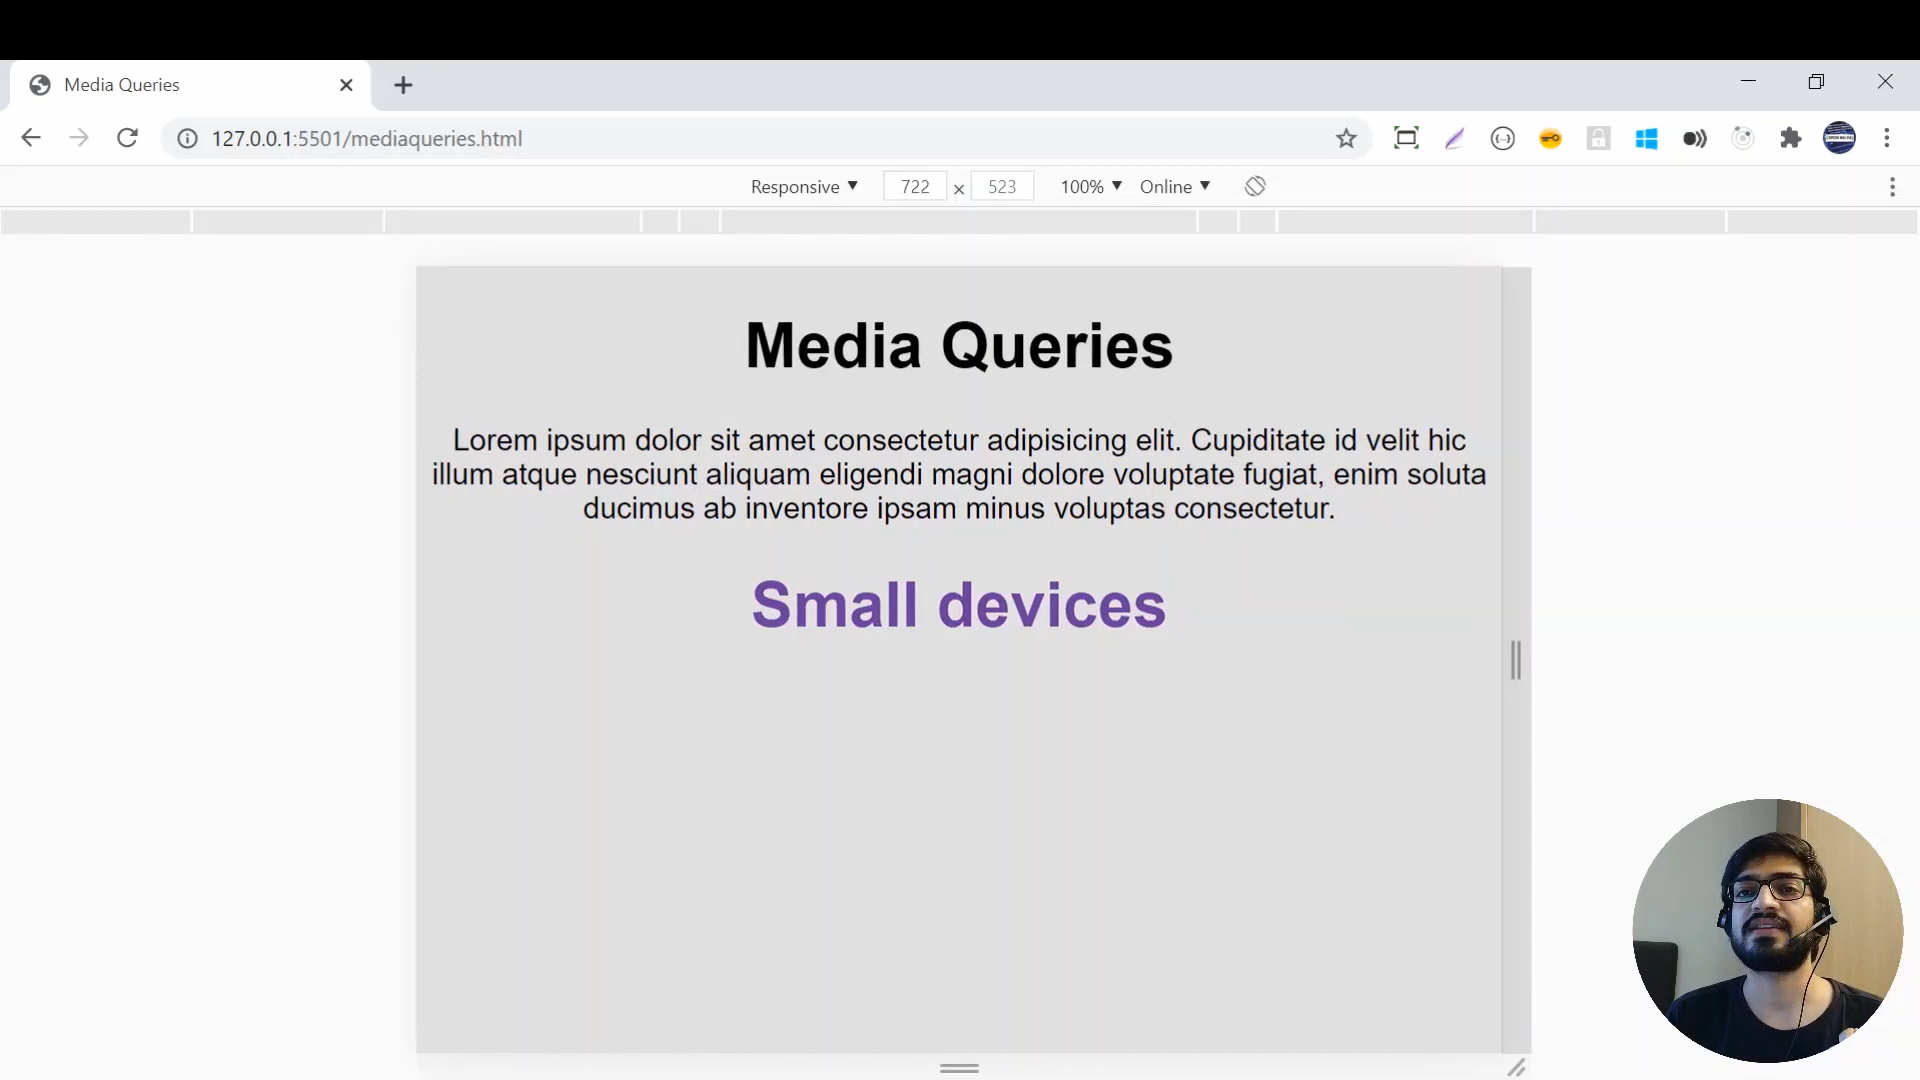 Media Queries
127.0.0.1:5501/mediaqueries.html
Responsive 722 × 523 100% Online
Media Queries
Lorem ipsum dolor sit amet consectetur adipisicing elit. Cupiditate id velit hic
illum atque nesciunt aliquam eligendi magni dolore voluptate fugiat, enim soluta
ducimus ab inventore ipsam minus voluptas consectetur.
Small devices